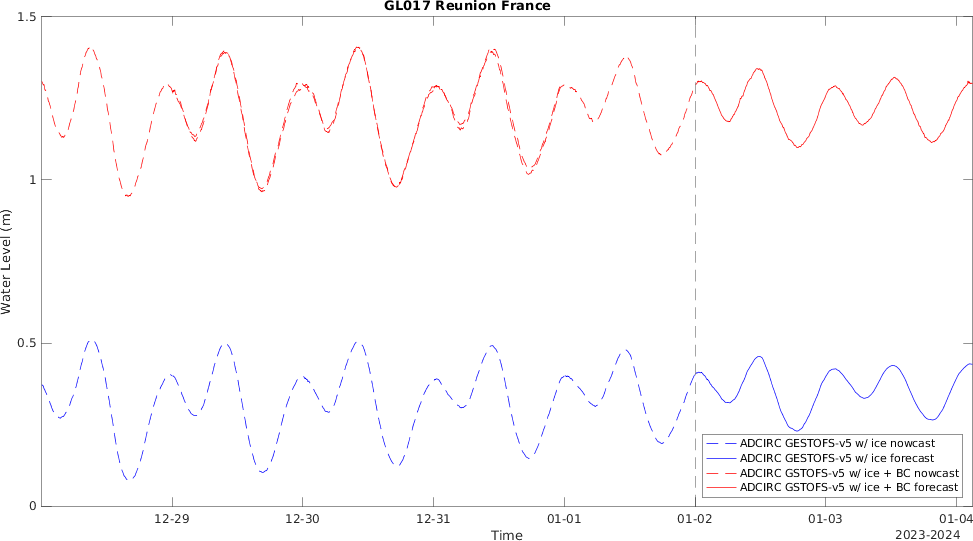 GL017 Reunion France
1.5
1
0.5
0
Water Level (m)
12-29
12-30
12-31
01-01
01-02
01-03
01-04
Time
2023-2024
ADCIRC GESTOFS-v5 w/ ice nowcast
ADCIRC GESTOFS-v5 w/ ice forecast
ADCIRC GSTOFS-v5 w/ ice + BC nowcast
ADCIRC GSTOFS-v5 w/ ice + BC forecast